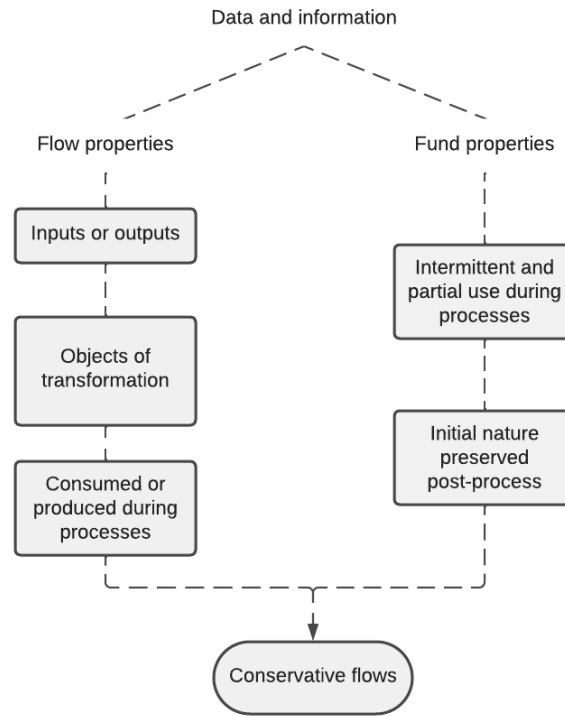 Data and information
Flow properties
Inputs or outputs
Objects of
transformation
Consumed or
produced during
processes
Fund properties
Intermittent and
partial use during
processes
Initial nature
preserved
post-process
Conservative flows